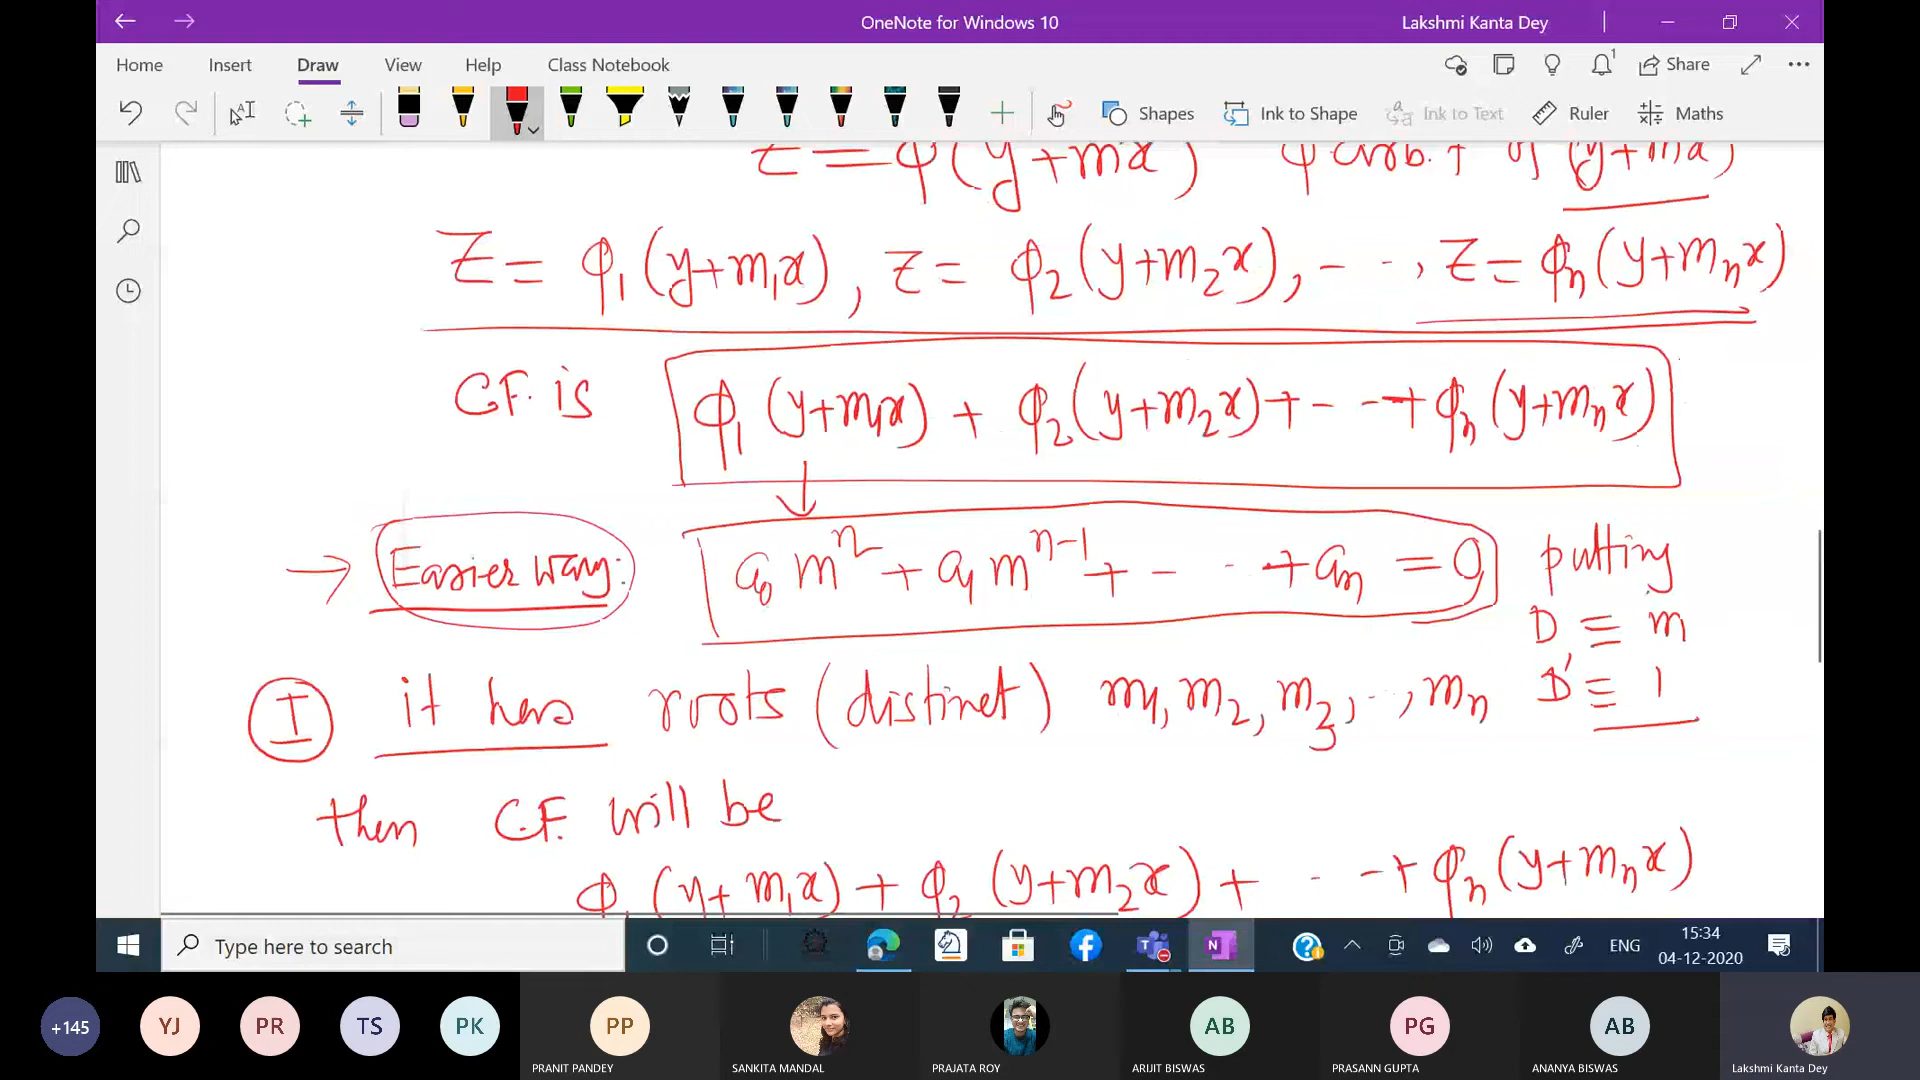 OneNote for Windows 10
Lakshmi Kanta Dey
Home Insert Draw View Help Class Notebook
1 Share
Shapes Ink to Shape Ink to Text Ruler Maths
Z = φ(y+mx) φ arb. f of (y+mx)
Z = φ₁(y+m₁x), Z = φ₂(y+m₂x), - - , Z = φₙ(y+mₙx)
C.F. is φ₁(y+m₁x) + φ₂(y+m₂x) + - - + φₙ(y+mₙx)
→ Easier way: a₀mⁿ + a₁mⁿ⁻¹ + - - - + aₙ = 0 putting
D ≡ m
D′ ≡ 1
I it has roots (distinct) m₁, m₂, m₃, .., mₙ
then C.F. will be
φ₁(y+m₁x) + φ₂(y+m₂x) + - - + φₙ(y+mₙx)
Type here to search
ENG
15:34
04-12-2020
+145 YJ PR TS PK PP AB PG AB
PRANIT PANDEY SANKITA MANDAL PRAJATA ROY ARIJIT BISWAS PRASANN GUPTA ANANYA BISWAS Lakshmi Kanta Dey